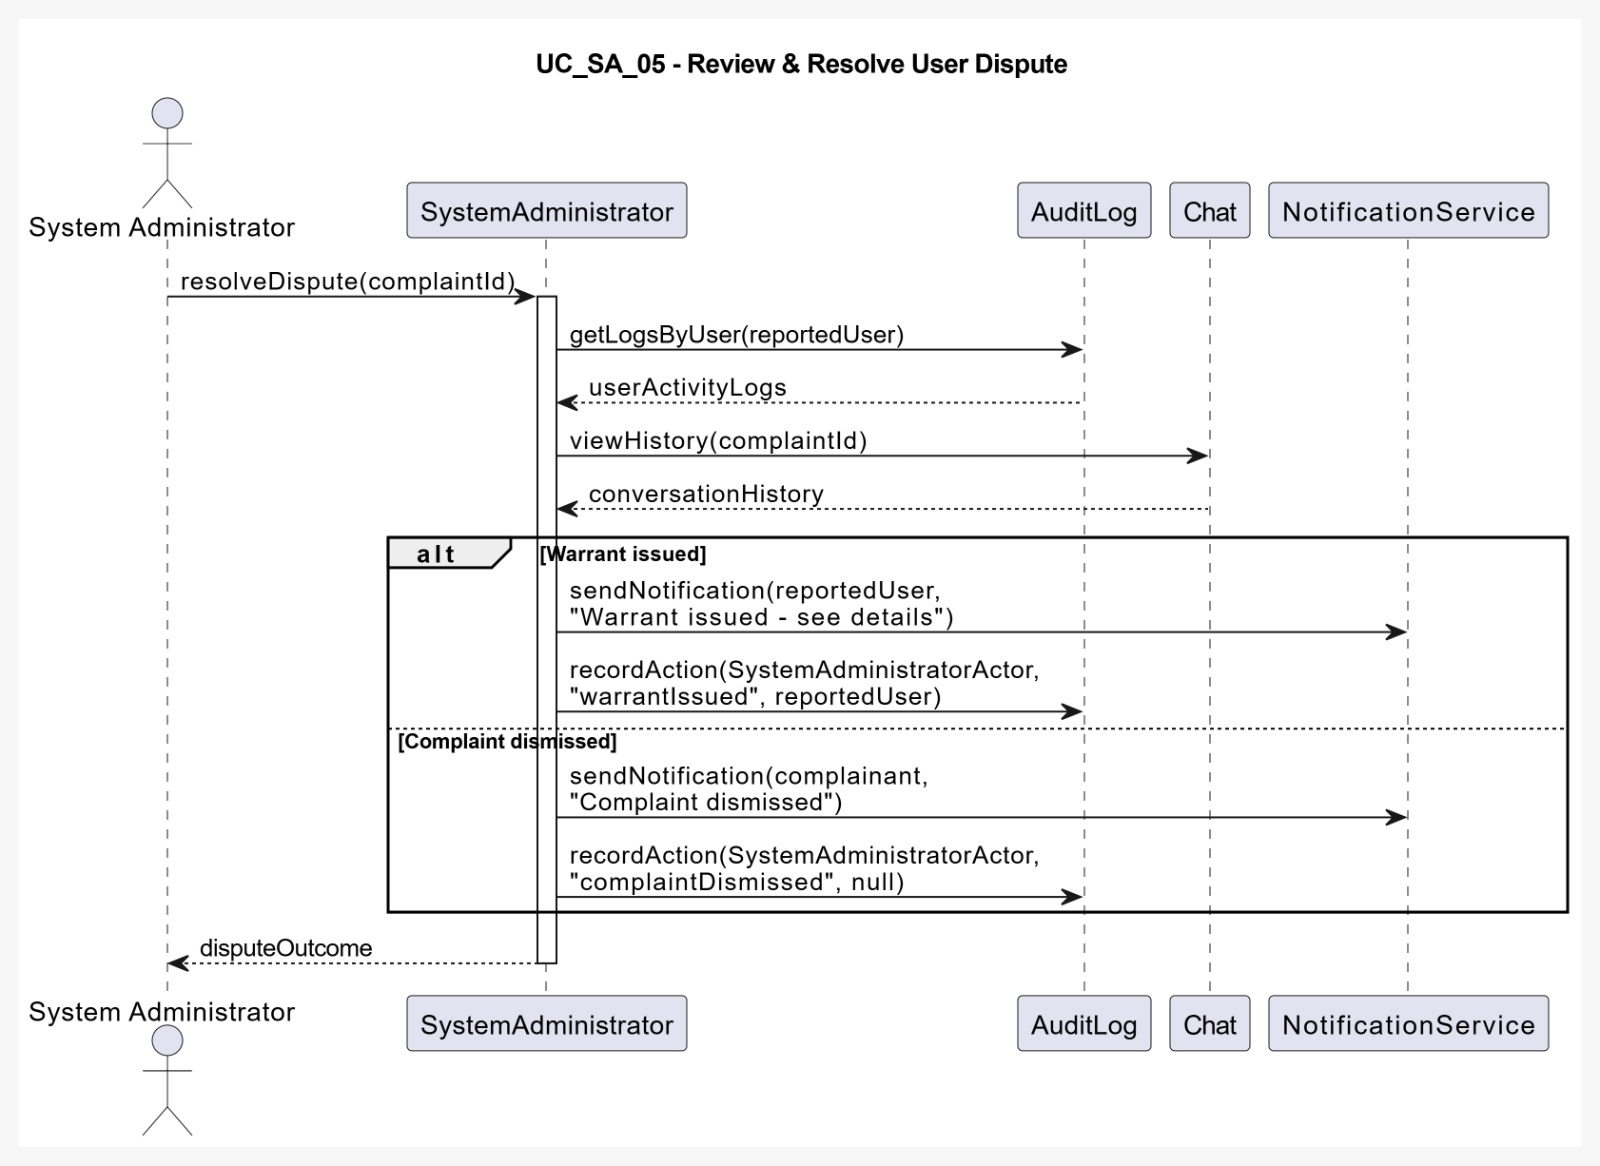 UC_SA_05 - Review & Resolve User Dispute
System Administrator
SystemAdministrator
AuditLog
Chat
NotificationService
resolveDispute(complaintId)
getLogsByUser(reportedUser)
userActivityLogs
viewHistory(complaintId)
conversationHistory
alt
[Warrant issued]
sendNotification(reportedUser,
"Warrant issued - see details")
recordAction(SystemAdministratorActor,
"warrantIssued", reportedUser)
[Complaint dismissed]
sendNotification(complainant,
"Complaint dismissed")
recordAction(SystemAdministratorActor,
"complaintDismissed", null)
disputeOutcome
System Administrator
SystemAdministrator
AuditLog
Chat
NotificationService